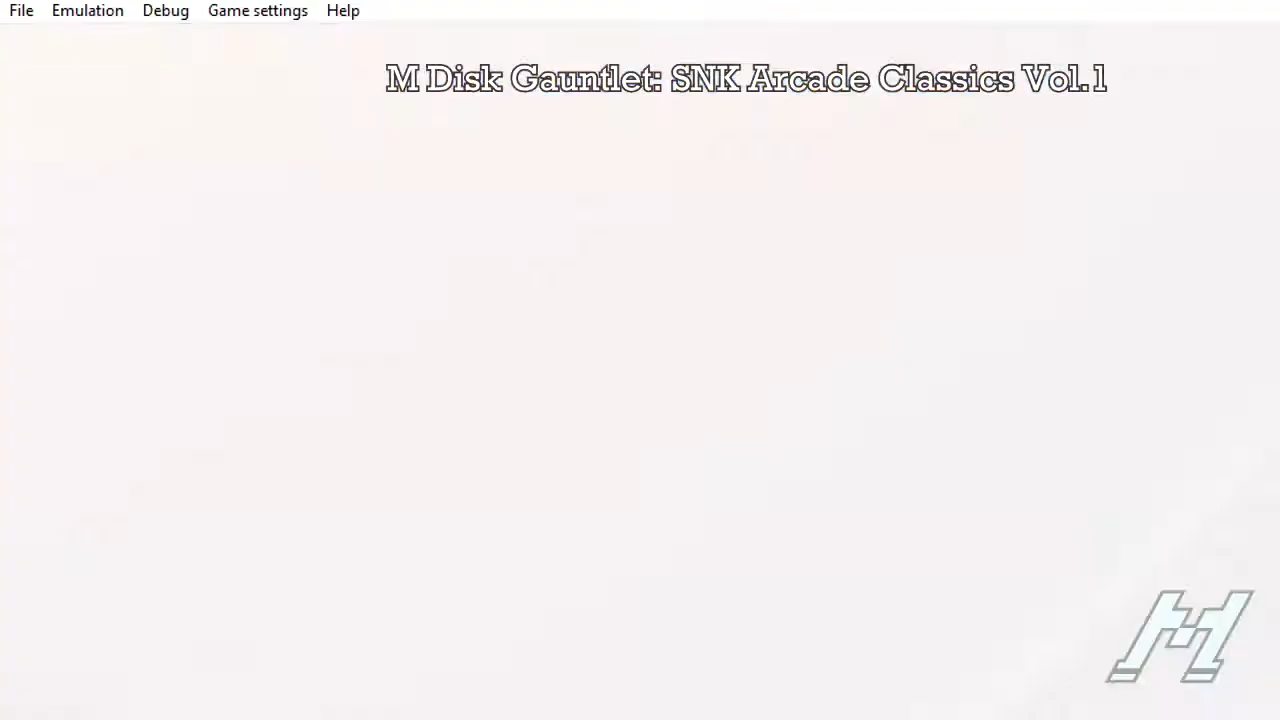 File Emulation Debug Game settings Help
M Disk Gauntlet: SNK Arcade Classics Vol. 1
M